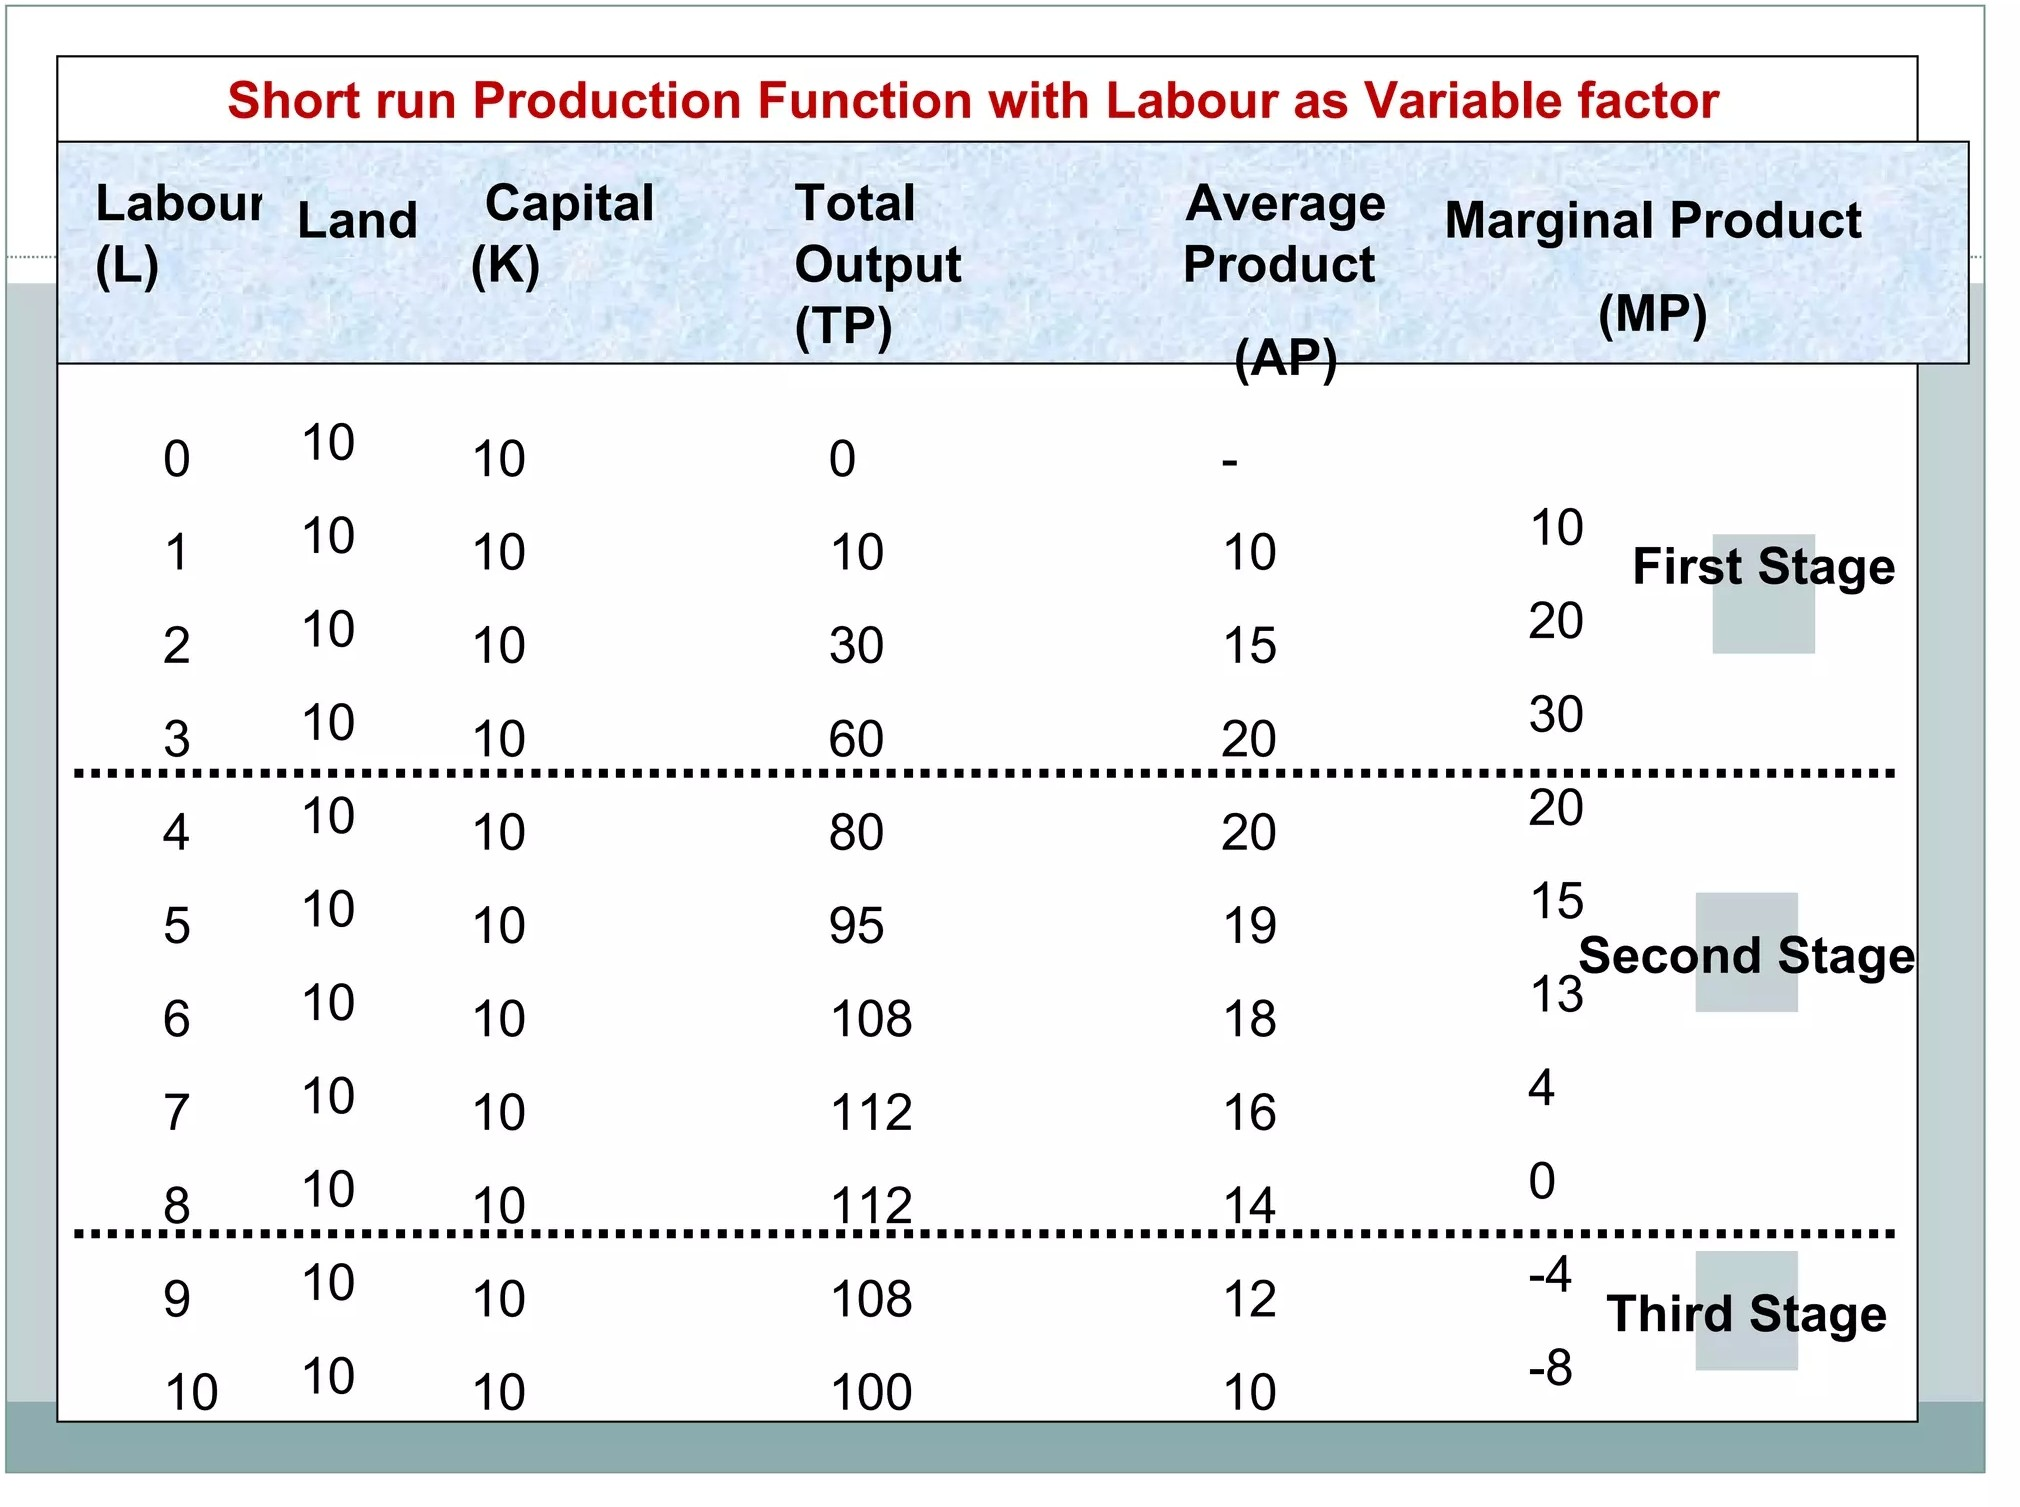 Short run Production Function with Labour as Variable factor
Labour (L) Land Capital (K) Total Output (TP) Average Product (AP) Marginal Product (MP)
0 10 10 0 -
1 10 10 10 10 10
First Stage
2 10 10 30 15 20
3 10 10 60 20 30
4 10 10 80 20 20
5 10 10 95 19 15
Second Stage
6 10 10 108 18 13
7 10 10 112 16 4
8 10 10 112 14 0
9 10 10 108 12 -4
Third Stage
10 10 10 100 10 -8